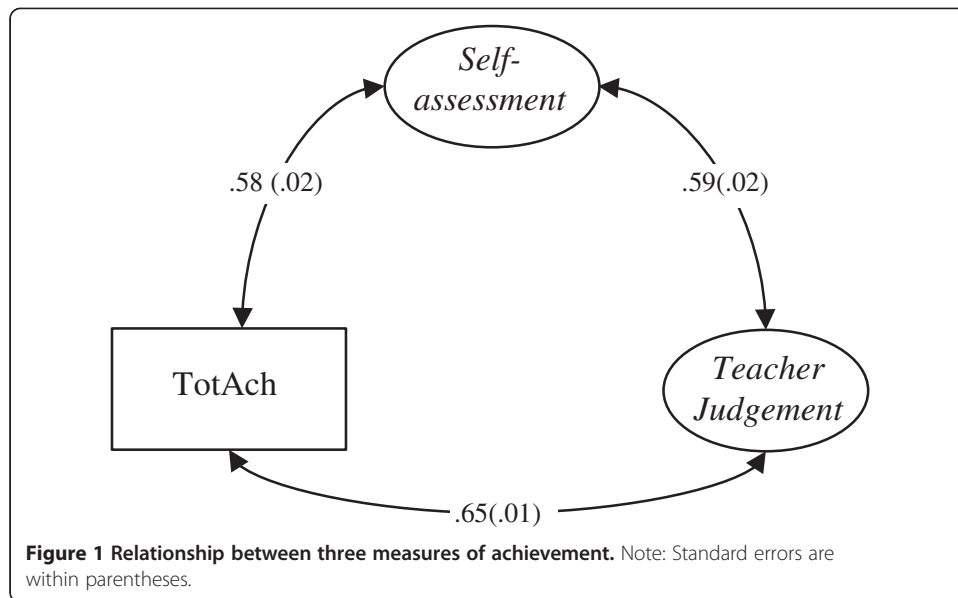 Self-
assessment
.58 (.02)
.59(.02)
TotAch
Teacher
Judgement
.65(.01)
Figure 1 Relationship between three measures of achievement. Note: Standard errors are
within parentheses.